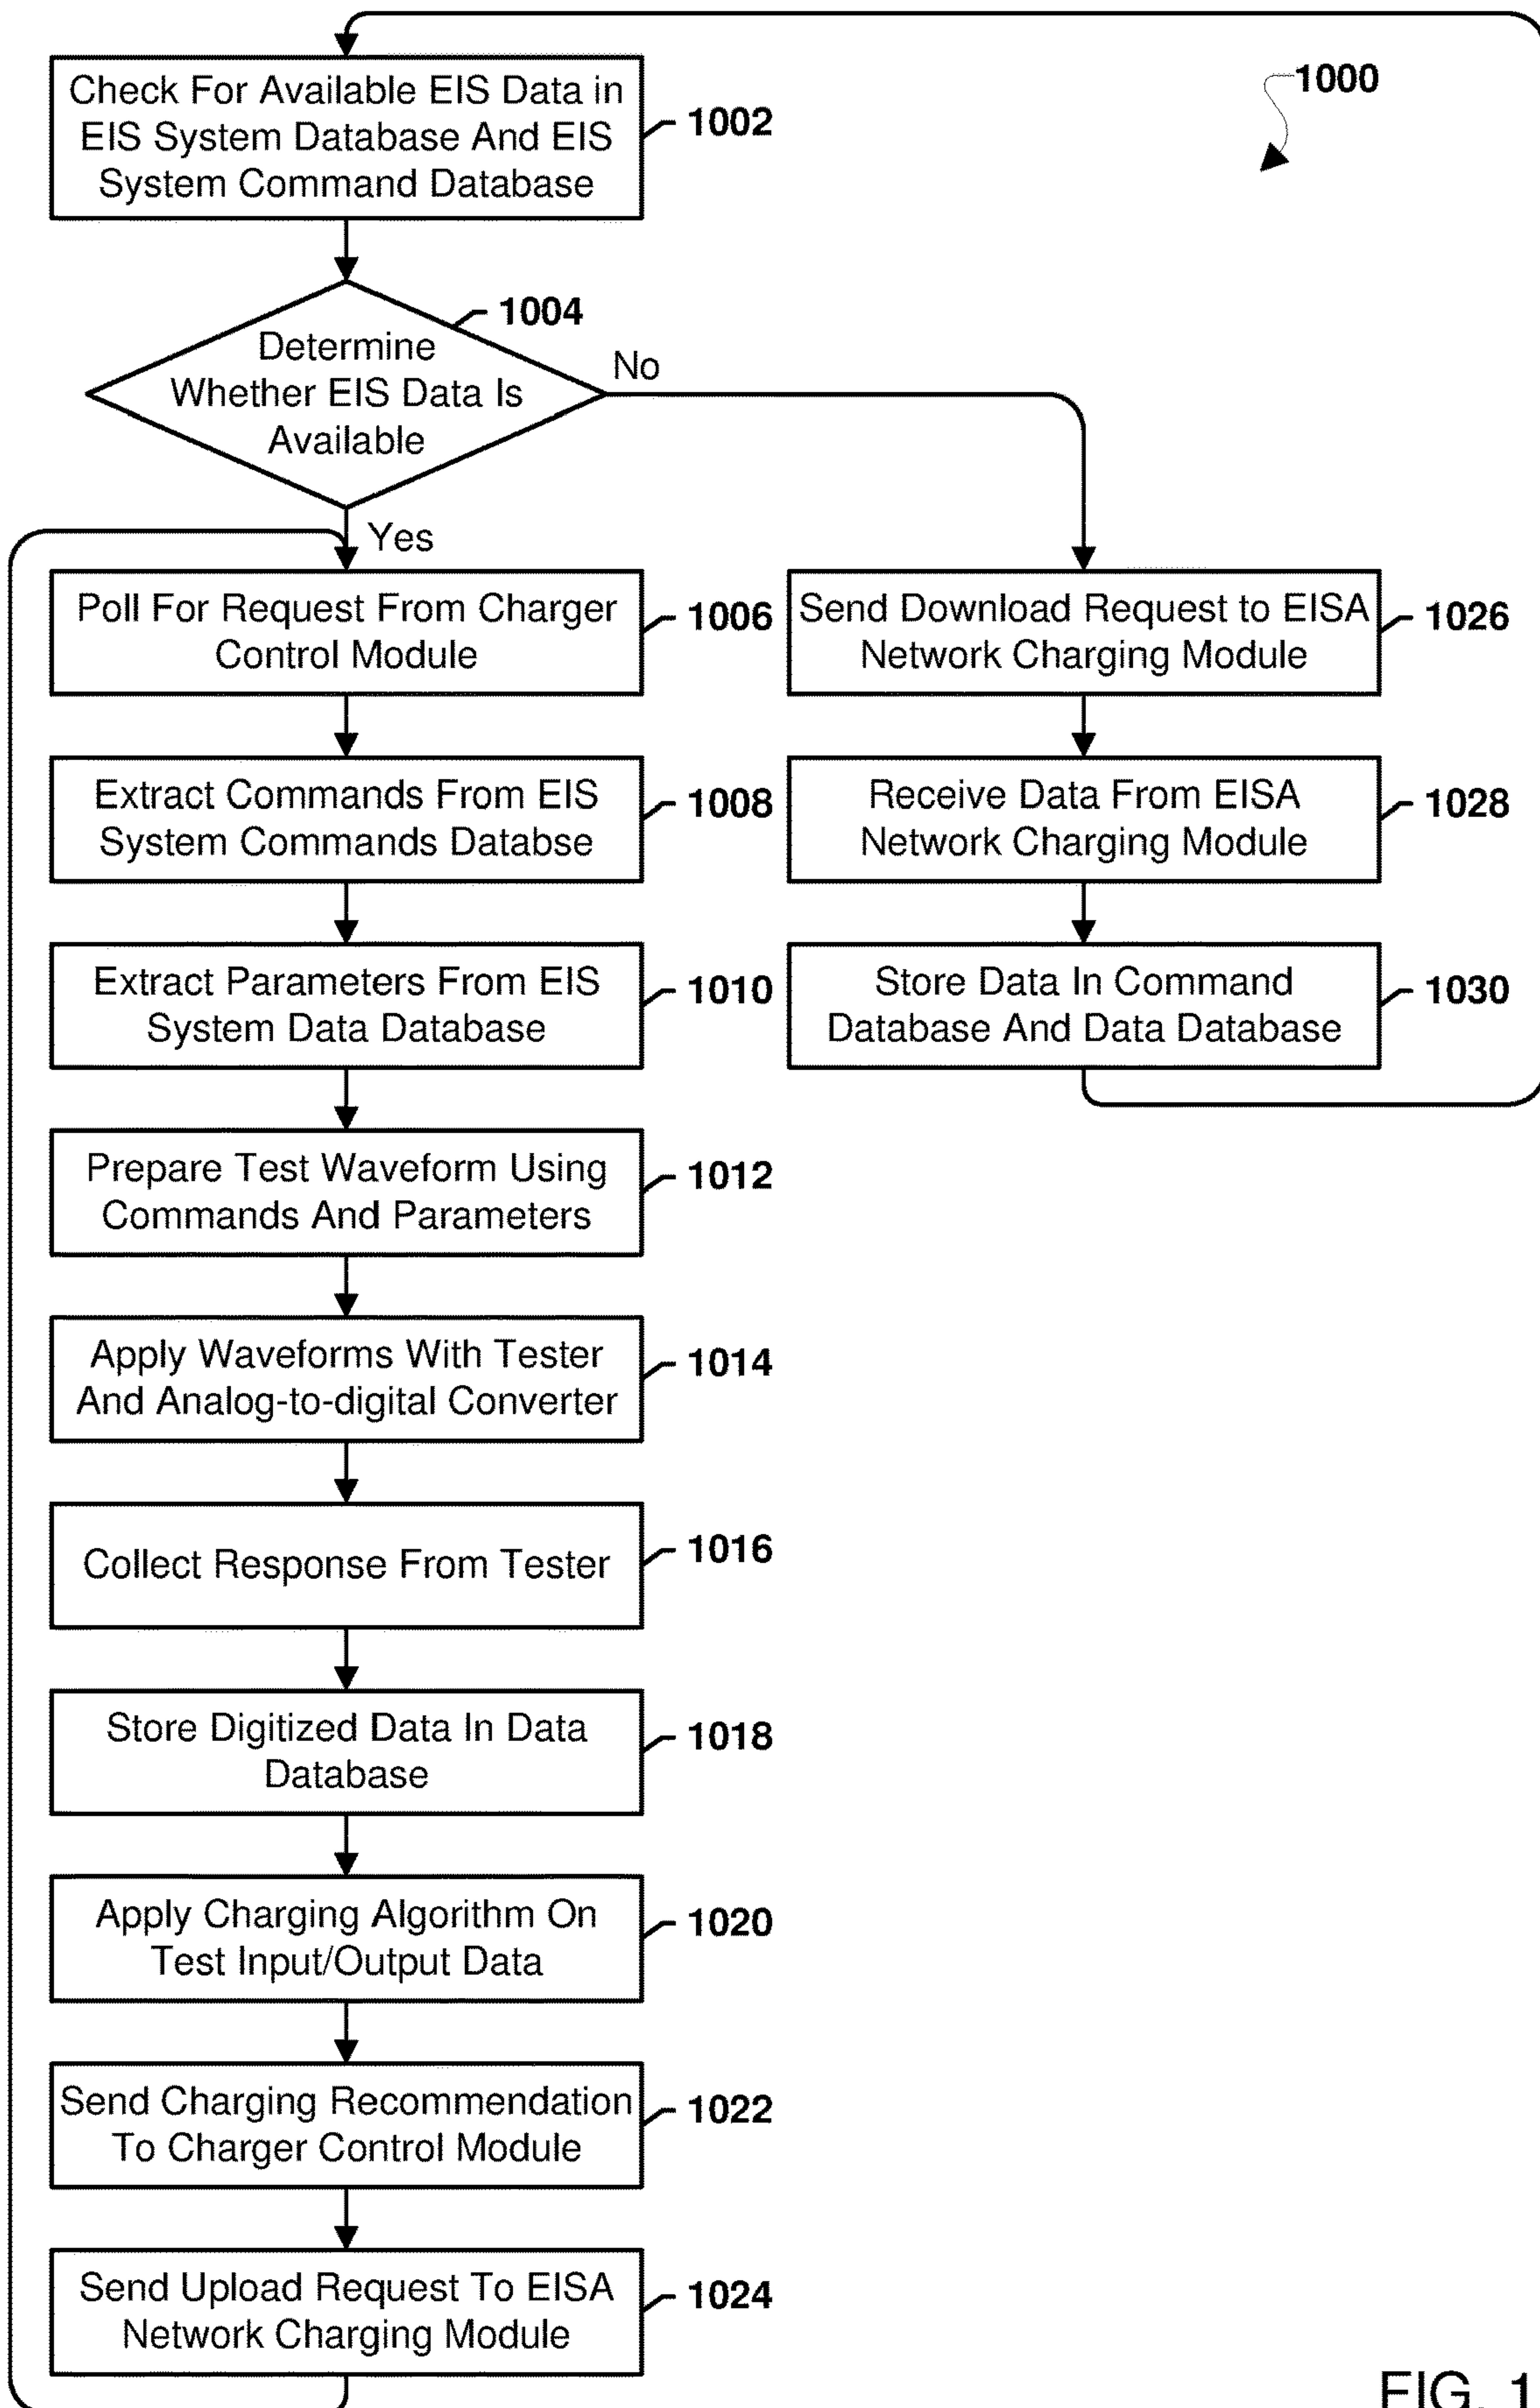 1000
Check For Available EIS Data in
EIS System Database And EIS
System Command Database
1002
1004
Determine
Whether EIS Data Is
Available
No
Yes
Poll For Request From Charger
Control Module
1006
Send Download Request to EISA
Network Charging Module
1026
Extract Commands From EIS
System Commands Databse
1008
Receive Data From EISA
Network Charging Module
1028
Extract Parameters From EIS
System Data Database
1010
Store Data In Command
Database And Data Database
1030
Prepare Test Waveform Using
Commands And Parameters
1012
Apply Waveforms With Tester
And Analog-to-digital Converter
1014
Collect Response From Tester
1016
Store Digitized Data In Data
Database
1018
Apply Charging Algorithm On
Test Input/Output Data
1020
Send Charging Recommendation
To Charger Control Module
1022
Send Upload Request To EISA
Network Charging Module
1024
FIG. 1